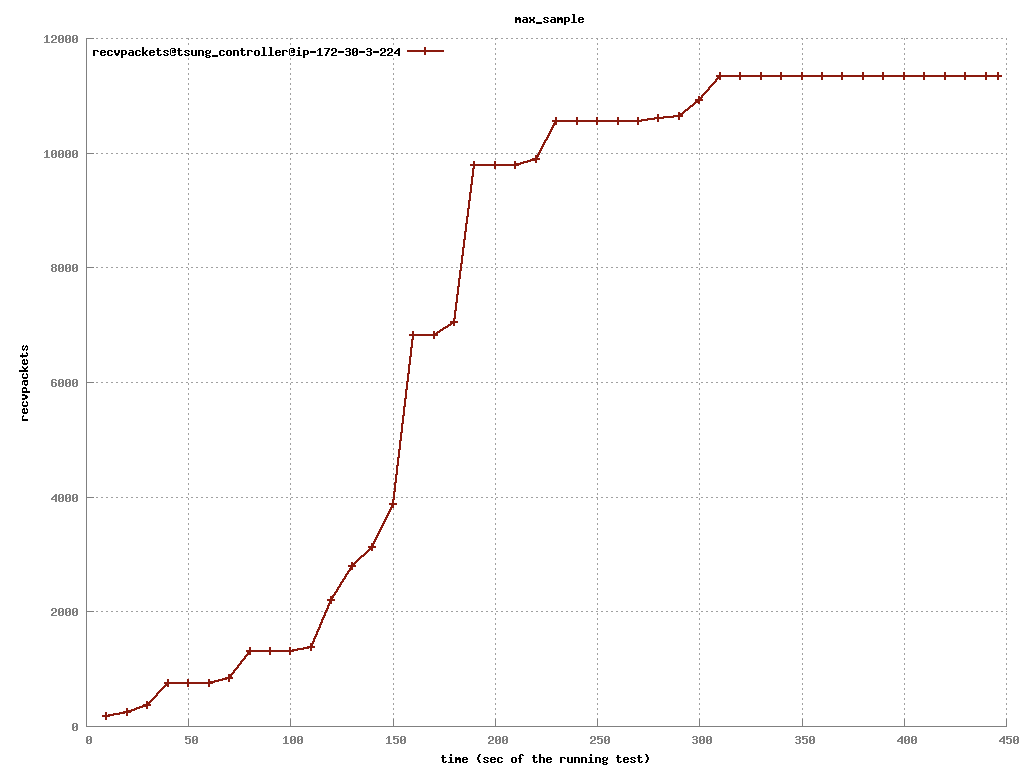 max_sample
12000
recvpackets@tsung_controller@ip-172-30-3-224
10000
8000
6000
4000
2000
0
recvpackets
0 50 100 150 200 250 300 350 400 450
time (sec of the running test)